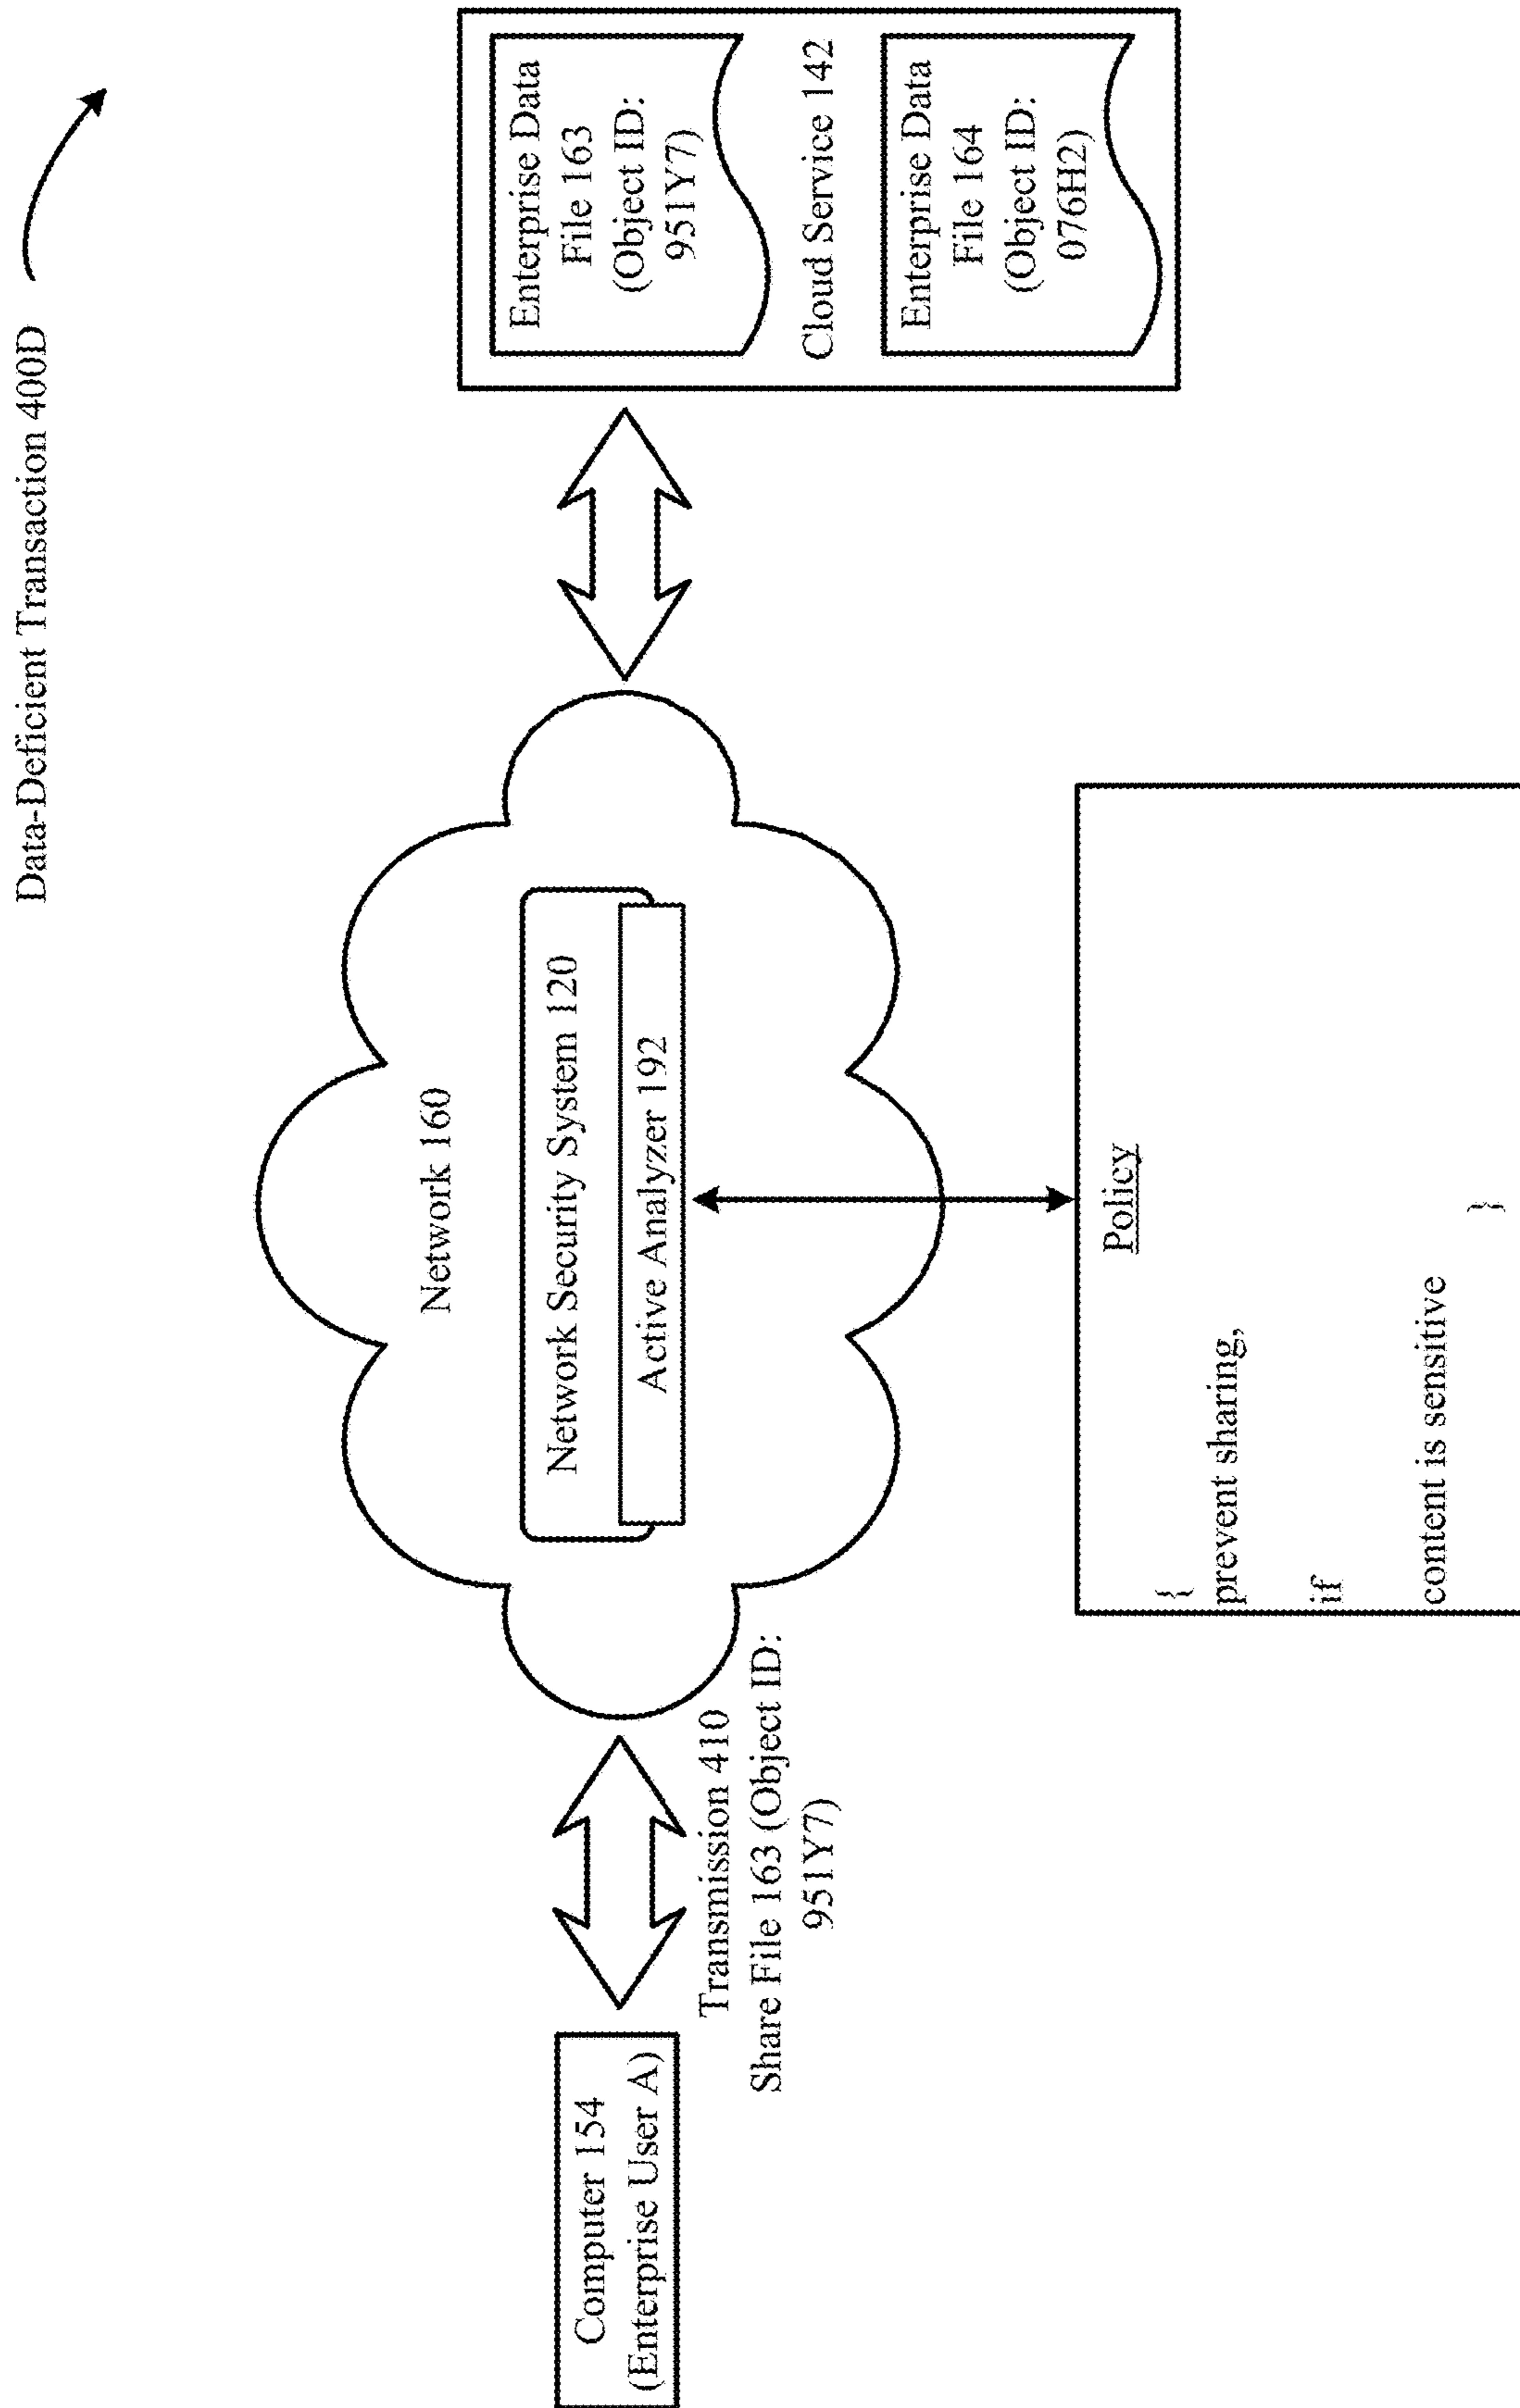 Data-Deficient Transaction 400D
Computer 154
(Enterprise User A)
Transmission 410
Share File 163 (Object ID:
951Y7)
Network 160
Network Security System 120
Active Analyzer 192
Enterprise Data
File 163
(Object ID:
951Y7)
Cloud Service 142
Enterprise Data
File 164
(Object ID:
076H2)
Policy
{
prevent sharing,
if
content is sensitive
}